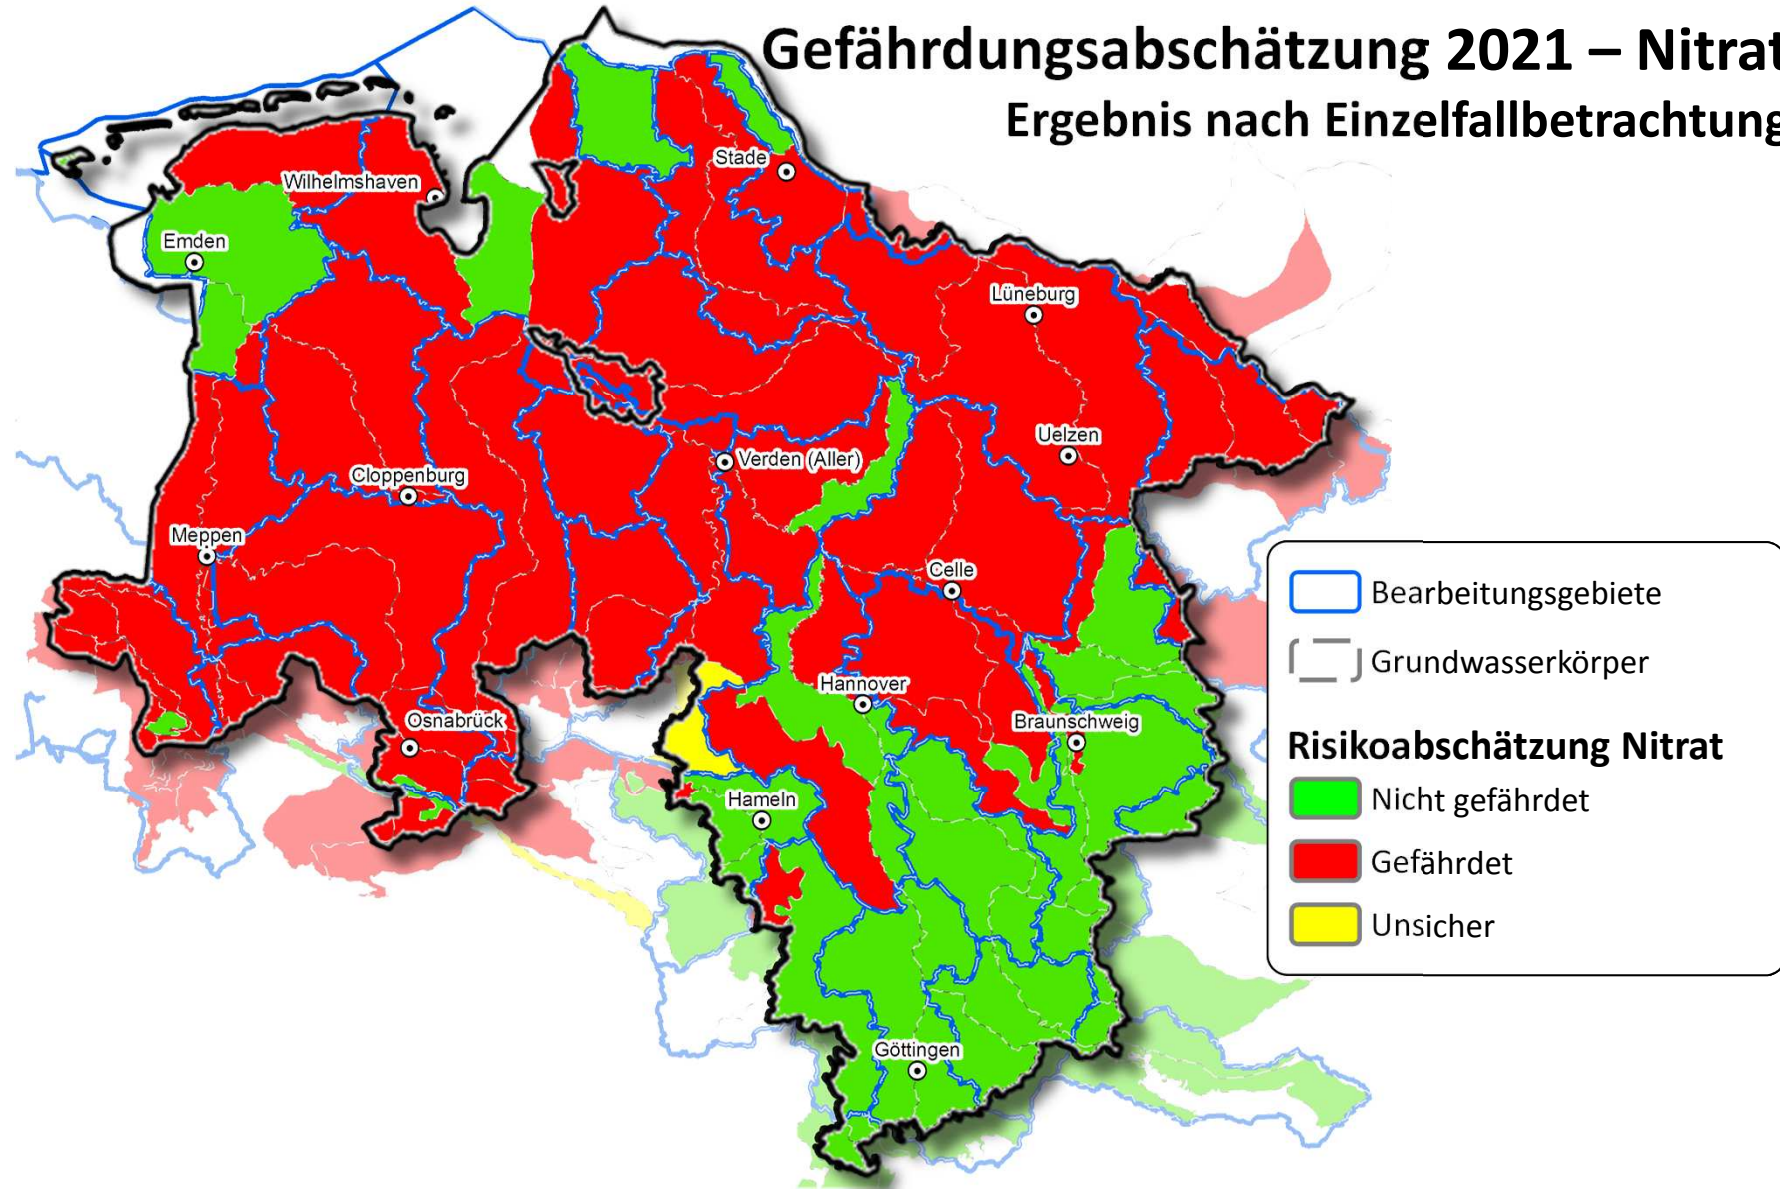 Gefährdungsabschätzung 2021 – Nitrat
Ergebnis nach Einzelfallbetrachtung
Stade
Wilhelmshaven
Emden
Lüneburg
Uelzen
Verden (Aller)
Cloppenburg
Meppen
Celle
Hannover
Osnabrück
Braunschweig
Hameln
Göttingen
Bearbeitungsgebiete
Grundwasserkörper
Risikoabschätzung Nitrat
Nicht gefährdet
Gefährdet
Unsicher